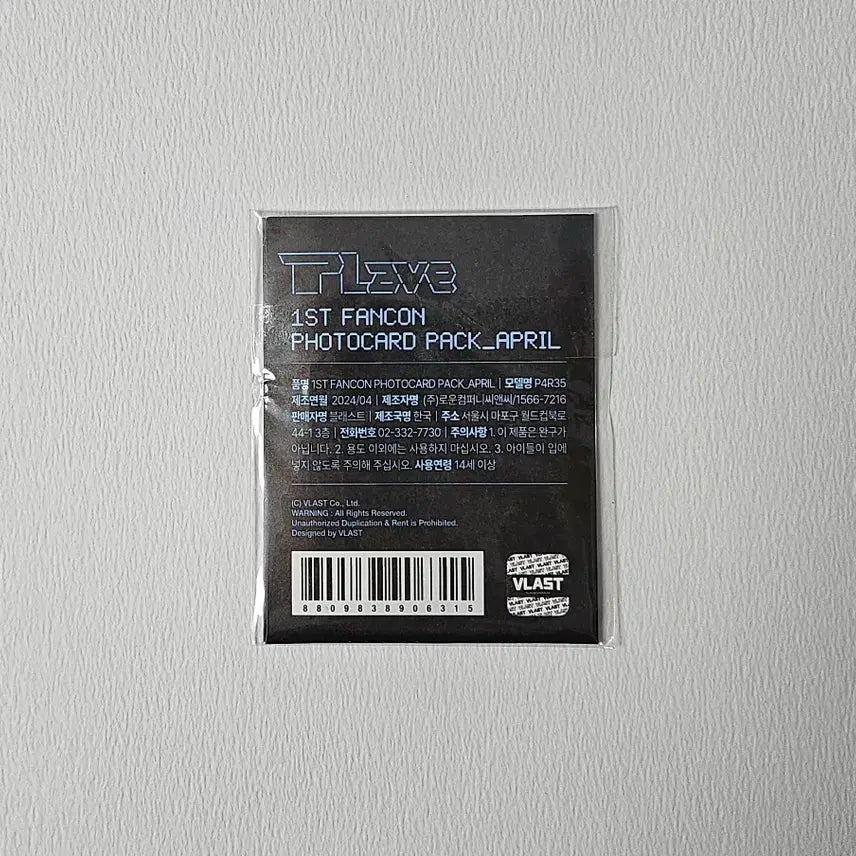 PLave
1ST FANCON
PHOTOCARD PACK_APRIL
품명 1ST FANCON PHOTOCARD PACK_APRIL | 모델명 P4R35
제조연월 2024/04 | 제조자명 (주)로운컴퍼니씨앤씨/1566-7216
판매자명 블래스트 | 제조국명 한국 | 주소 서울시 마포구 월드컵북로
44-1 3층 | 전화번호 02-332-7730 | 주의사항 1. 이 제품은 완구가
아닙니다. 2. 용도 이외에는 사용하지 마십시오. 3. 아이들이 입에
넣지 않도록 주의해 주십시오. 사용연령 14세 이상
(C) VLAST Co., Ltd.
WARNING : All Rights Reserved.
Unauthorized Duplication & Rent is Prohibited.
Designed by VLAST
8809838906315
VLAST